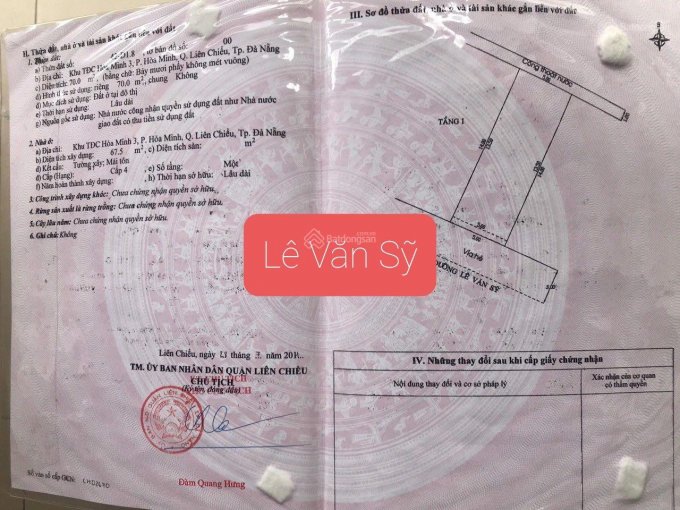 II. Thửa đất, nhà ở và tài sản khác gắn liền với đất
1. Thửa đất:
a) Thửa đất số: tờ bản đồ số: 00
b) Địa chỉ: Khu TĐC Hòa Minh 3, P. Hòa Minh, Q. Liên Chiểu, Tp. Đà Nẵng
c) Diện tích: 70.0 m², (bằng chữ: Bảy mươi phẩy không mét vuông)
d) Hình thức sử dụng: riêng 70.0 m², chung Không
đ) Mục đích sử dụng: Đất ở tại đô thị
e) Thời hạn sử dụng: Lâu dài
g) Nguồn gốc sử dụng: Nhà nước công nhận quyền sử dụng đất như Nhà nước
giao đất có thu tiền sử dụng đất
2. Nhà ở:
a) Địa chỉ: Khu TĐC Hòa Minh 3, P. Hòa Minh, Q. Liên Chiểu, Tp. Đà Nẵng
b) Diện tích xây dựng: 67.5 m², c) Diện tích sàn: m²
d) Kết cấu: Tường xây; Mái tôn
đ) Cấp (Hạng): Cấp 4 , e) Số tầng: Một
f) Năm hoàn thành xây dựng: , h) Thời hạn sở hữu: Lâu dài
3. Công trình xây dựng khác: Chưa chứng nhận quyền sở hữu.
4. Rừng sản xuất là rừng trồng: Chưa chứng nhận quyền sở hữu.
5. Cây lâu năm: Chưa chứng nhận quyền sở hữu.
6. Ghi chú: Không
Liên Chiểu, ngày tháng năm
TM. ỦY BAN NHÂN DÂN QUẬN LIÊN CHIỂU
CHỦ TỊCH
(Ký tên, đóng dấu)
Đàm Quang Hưng
Số vào sổ cấp GCN:
III. Sơ đồ thửa đất, nhà ở và tài sản khác gắn liền với đất
Cống thoát nước
TẦNG 1
5.00
Vỉa hè
ĐƯỜNG LÊ VĂN SỸ
Batdongsan
Lê Văn Sỹ
IV. Những thay đổi sau khi cấp giấy chứng nhận
Nội dung thay đổi và cơ sở pháp lý
Xác nhận của cơ quan
có thẩm quyền